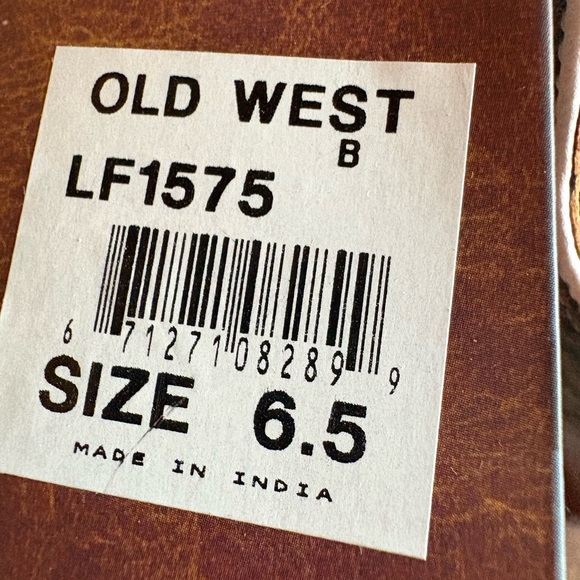 OLD WEST
B
LF1575
6 71271 08289 9
SIZE 6.5
MADE IN INDIA